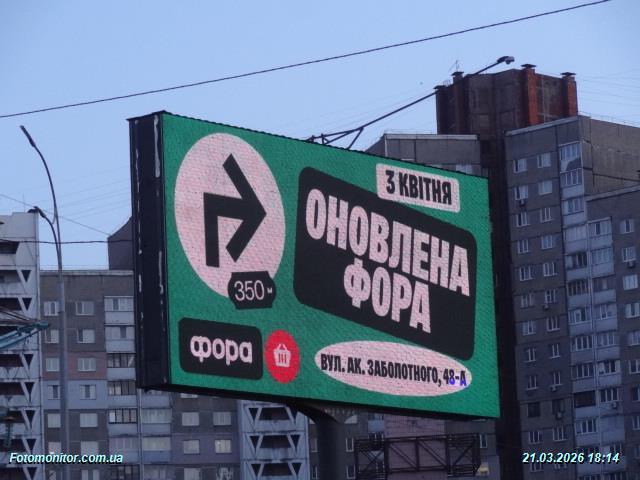 3 КВІТНЯ
ОНОВЛЕНА
ФОРА
350 м
фора
ВУЛ. АК. ЗАБОЛОТНОГО, 48-А
Fotomonitor.com.ua
21.03.2026 18:14